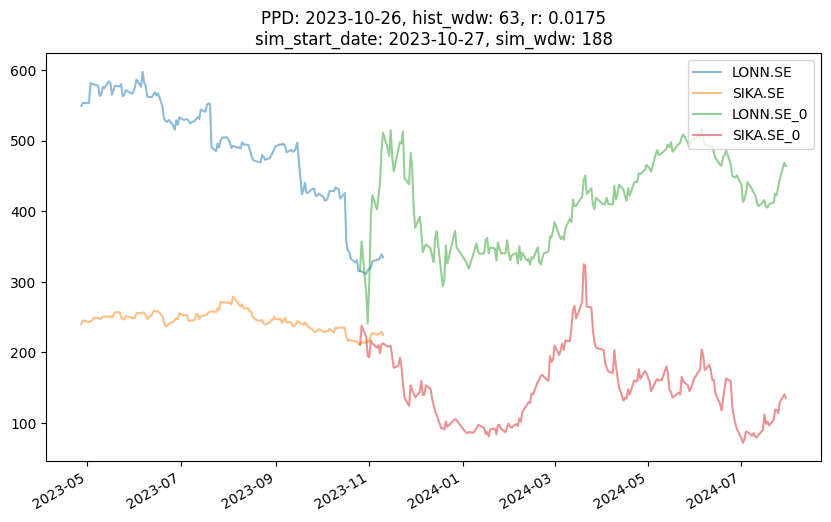 PPD: 2023-10-26, hist_wdw: 63, r: 0.0175
sim_start_date: 2023-10-27, sim_wdw: 188
LONN.SE
SIKA.SE
LONN.SE_0
SIKA.SE_0
600
500
400
300
200
100
2023-05
2023-07
2023-09
2023-11
2024-01
2024-03
2024-05
2024-07